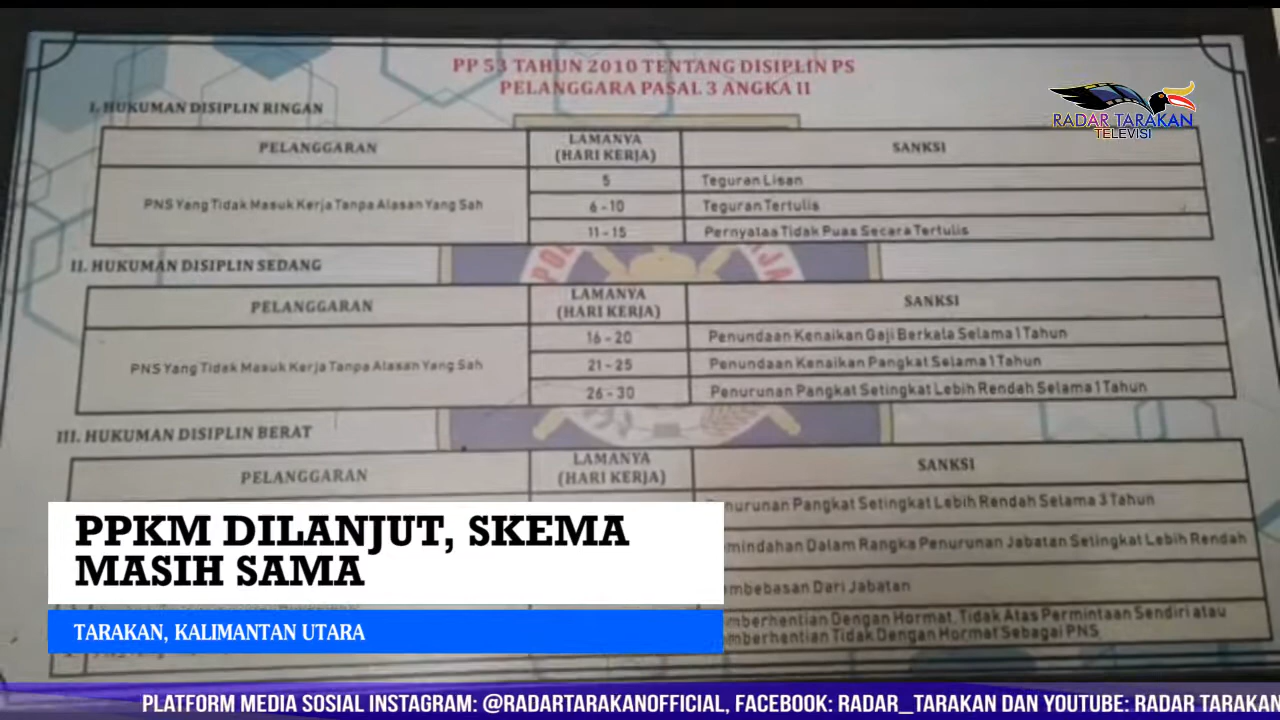 PP 53 TAHUN 2010 TENTANG DISIPLIN PS
PELANGGARA PASAL 3 ANGKA II
RADAR TARAKAN
TELEVISI
I. HUKUMAN DISIPLIN RINGAN
PELANGGARAN
LAMANYA
(HARI KERJA)
SANKSI
PNS Yang Tidak Masuk Kerja Tanpa Alasan Yang Sah
5
Teguran Lisan
6 - 10
Teguran Tertulis
11 - 15
Pernyataa Tidak Puas Secara Tertulis
II. HUKUMAN DISIPLIN SEDANG
PELANGGARAN
LAMANYA
(HARI KERJA)
SANKSI
PNS Yang Tidak Masuk Kerja Tanpa Alasan Yang Sah
16 - 20
Penundaan Kenaikan Gaji Berkala Selama 1 Tahun
21 - 25
Penundaan Kenaikan Pangkat Selama 1 Tahun
26 - 30
Penurunan Pangkat Setingkat Lebih Rendah Selama 1 Tahun
III. HUKUMAN DISIPLIN BERAT
PELANGGARAN
LAMANYA
(HARI KERJA)
SANKSI
Pangkat Setingkat Lebih Rendah Selama 3 Tahun
Dalam Rangka Penurunan Jabatan Setingkat Lebih Rendah
Dari Jabatan
Dengan Hormat Tidak Atas Permintaan Sendiri atau
Tidak Dengan Hormat Sebagai PNS
PPKM DILANJUT, SKEMA
MASIH SAMA
TARAKAN, KALIMANTAN UTARA
PLATFORM MEDIA SOSIAL INSTAGRAM: @RADARTARAKANOFFICIAL, FACEBOOK: RADAR_TARAKAN DAN YOUTUBE: RADAR TARAKAN